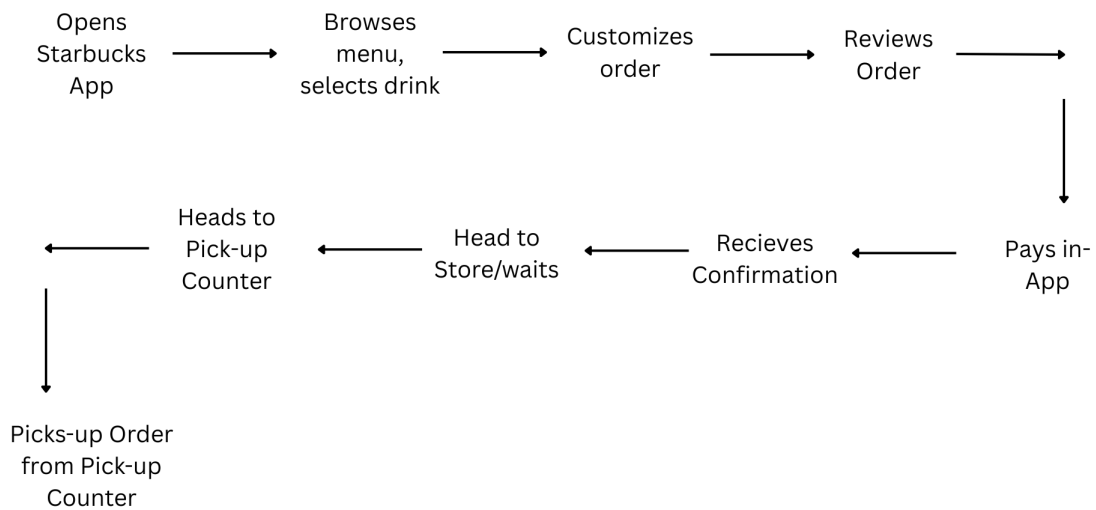 Opens
Starbucks
App
Browses
menu,
selects drink
Customizes
order
Reviews
Order
Pays in-
App
Recieves
Confirmation
Head to
Store/waits
Heads to
Pick-up
Counter
Picks-up Order
from Pick-up
Counter